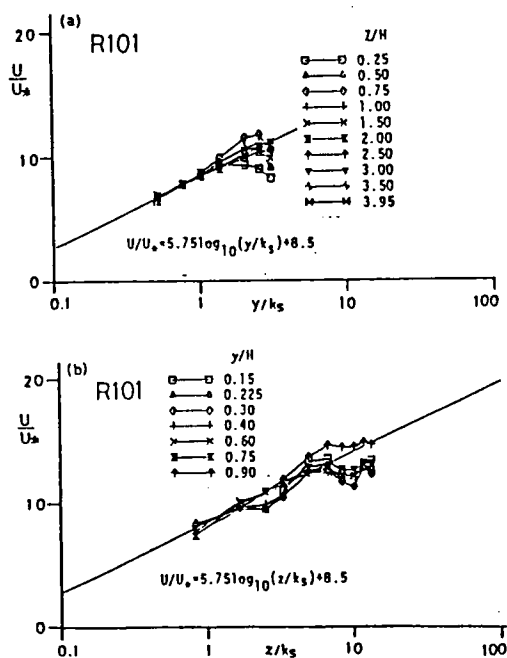 (a)
R101
Z/H
0.25
0.50
0.75
1.00
1.50
2.00
2.50
3.00
3.50
3.95
20
U/U*
10
0
U/U*=5.75log10(y/ks)+8.5
0.1
1
y/ks
10
100
(b)
R101
y/H
0.15
0.225
0.30
0.40
0.60
0.75
0.90
20
U/U*
10
0
U/U*=5.75log10(z/ks)+8.5
0.1
1
z/ks
10
100